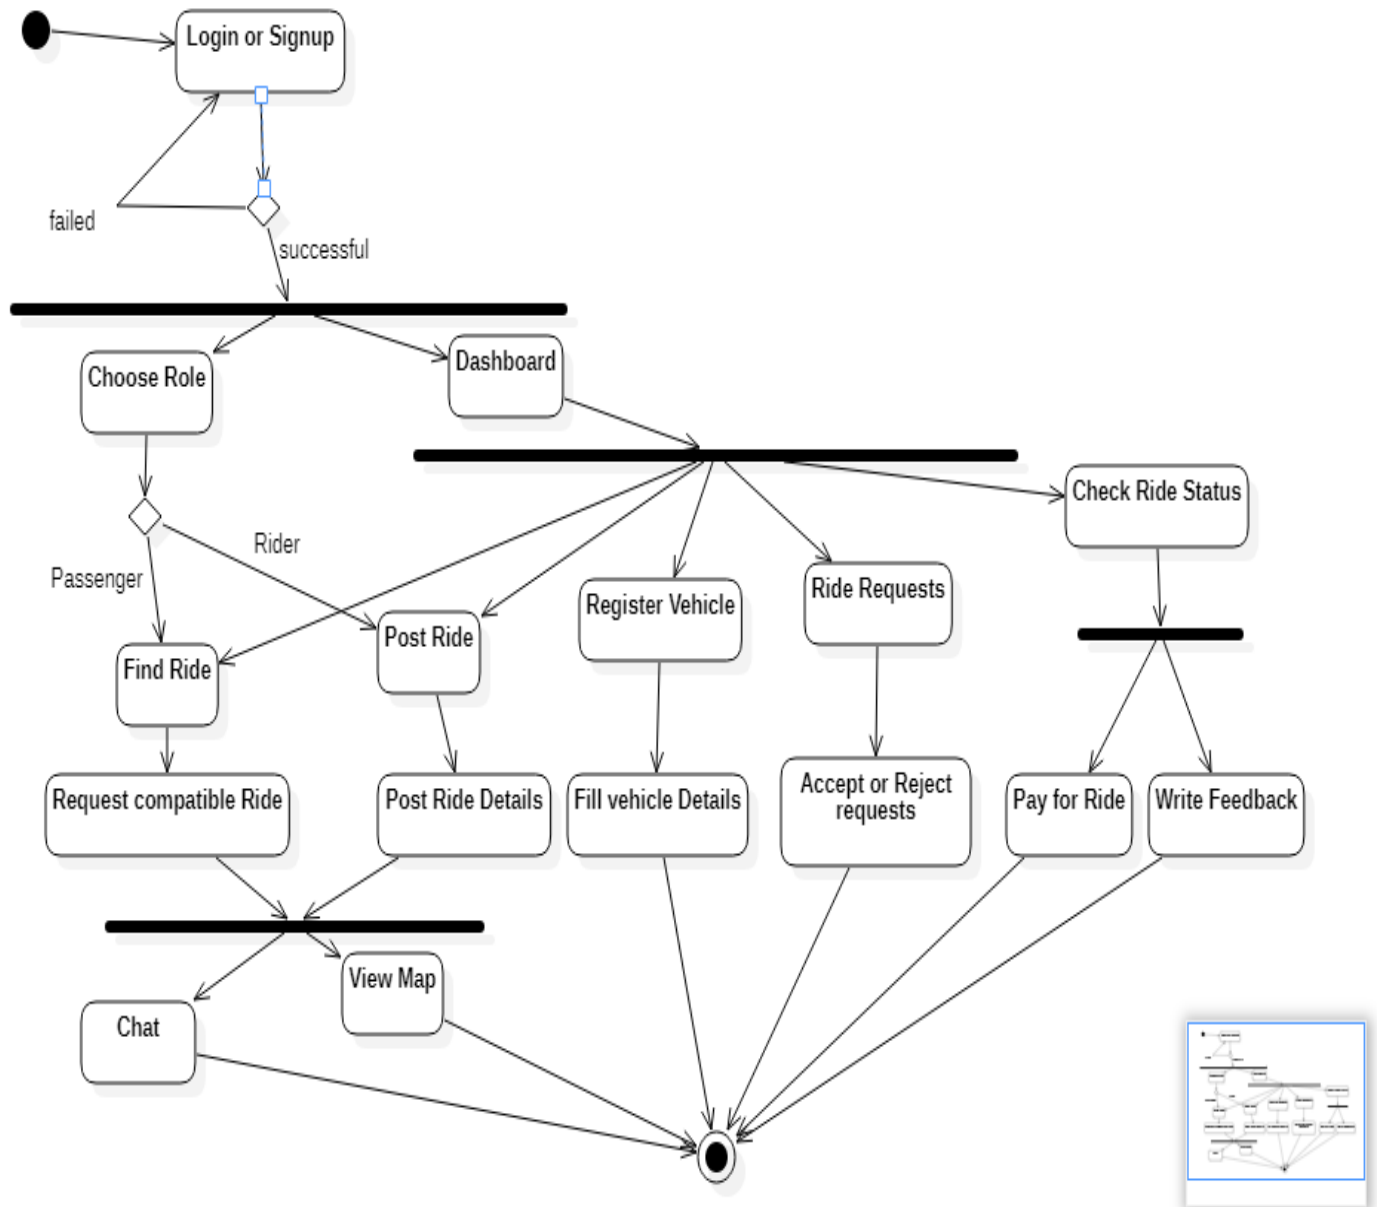 Login or Signup
failed
successful
Dashboard
Choose Role
Check Ride Status
Rider
Passenger
Ride Requests
Register Vehicle
Post Ride
Find Ride
Accept or Reject
requests
Request compatible Ride
Post Ride Details
Fill vehicle Details
Pay for Ride
Write Feedback
View Map
Chat